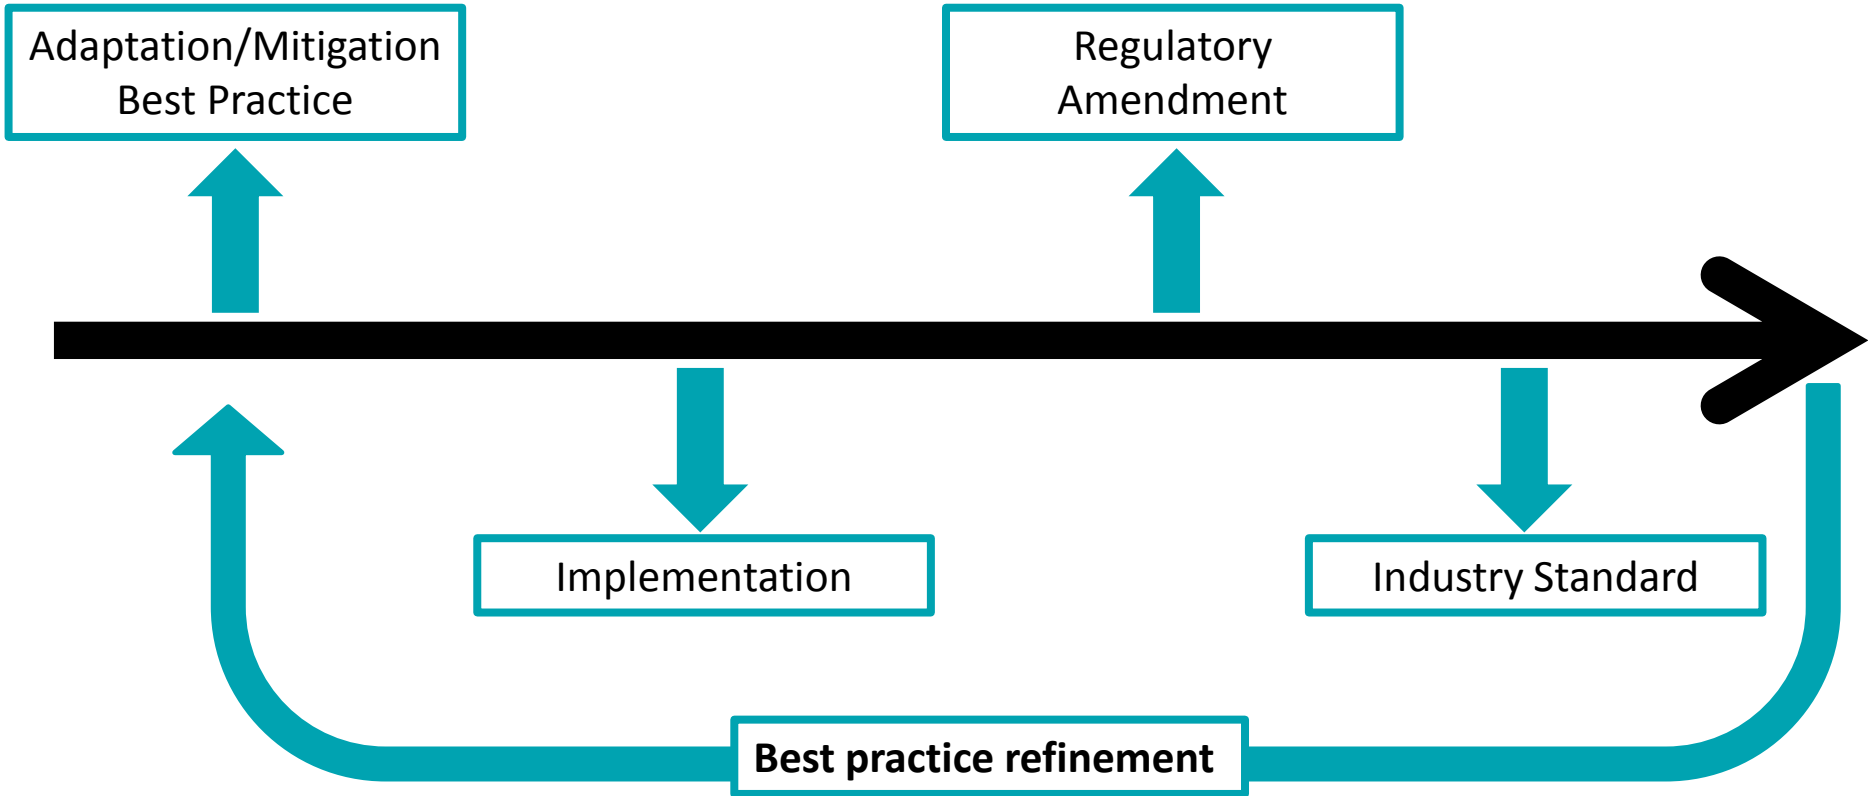 Adaptation/Mitigation
Best Practice
Regulatory
Amendment
Implementation
Industry Standard
Best practice refinement